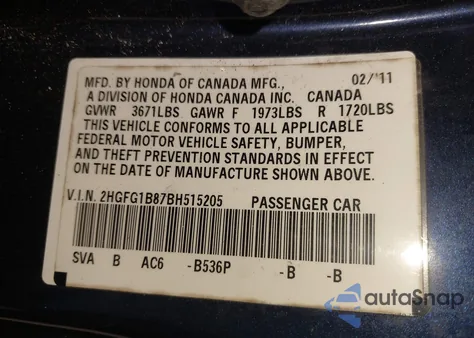 MFD. BY HONDA OF CANADA MFG., 02/'11
A DIVISION OF HONDA CANADA INC. CANADA
GVWR 3671LBS GAWR F 1973LBS R 1720LBS
THIS VEHICLE CONFORMS TO ALL APPLICABLE
FEDERAL MOTOR VEHICLE SAFETY, BUMPER,
AND THEFT PREVENTION STANDARDS IN EFFECT
ON THE DATE OF MANUFACTURE SHOWN ABOVE.
V.I.N. 2HGFG1B87BH515205 PASSENGER CAR
SVA B AC6 -B536P -B -B
autaSnap